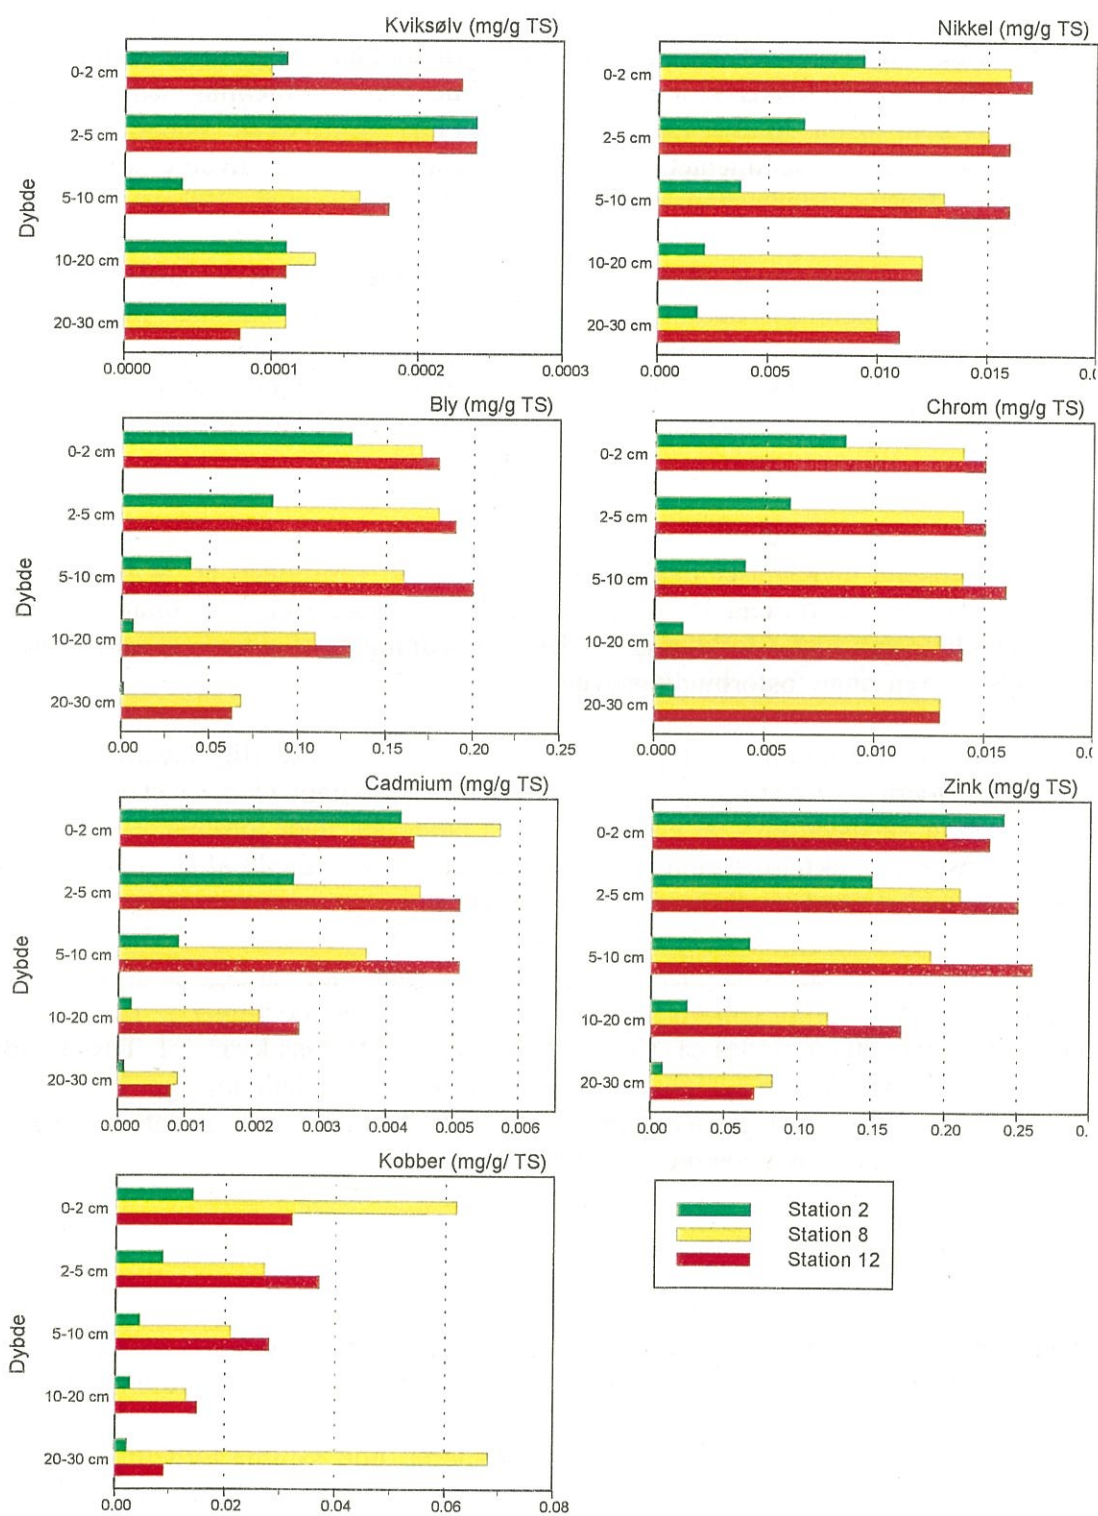 Kviksølv (mg/g TS)
Dybde
0-2 cm
2-5 cm
5-10 cm
10-20 cm
20-30 cm
0.0000 0.0001 0.0002 0.0003
Nikkel (mg/g TS)
0-2 cm
2-5 cm
5-10 cm
10-20 cm
20-30 cm
0.000 0.005 0.010 0.015
Bly (mg/g TS)
Dybde
0-2 cm
2-5 cm
5-10 cm
10-20 cm
20-30 cm
0.00 0.05 0.10 0.15 0.20 0.25
Chrom (mg/g TS)
0-2 cm
2-5 cm
5-10 cm
10-20 cm
20-30 cm
0.000 0.005 0.010 0.015
Cadmium (mg/g TS)
Dybde
0-2 cm
2-5 cm
5-10 cm
10-20 cm
20-30 cm
0.000 0.001 0.002 0.003 0.004 0.005 0.006
Zink (mg/g TS)
0-2 cm
2-5 cm
5-10 cm
10-20 cm
20-30 cm
0.00 0.05 0.10 0.15 0.20 0.25 0.
Kobber (mg/g/ TS)
Dybde
0-2 cm
2-5 cm
5-10 cm
10-20 cm
20-30 cm
0.00 0.02 0.04 0.06 0.08
Station 2
Station 8
Station 12